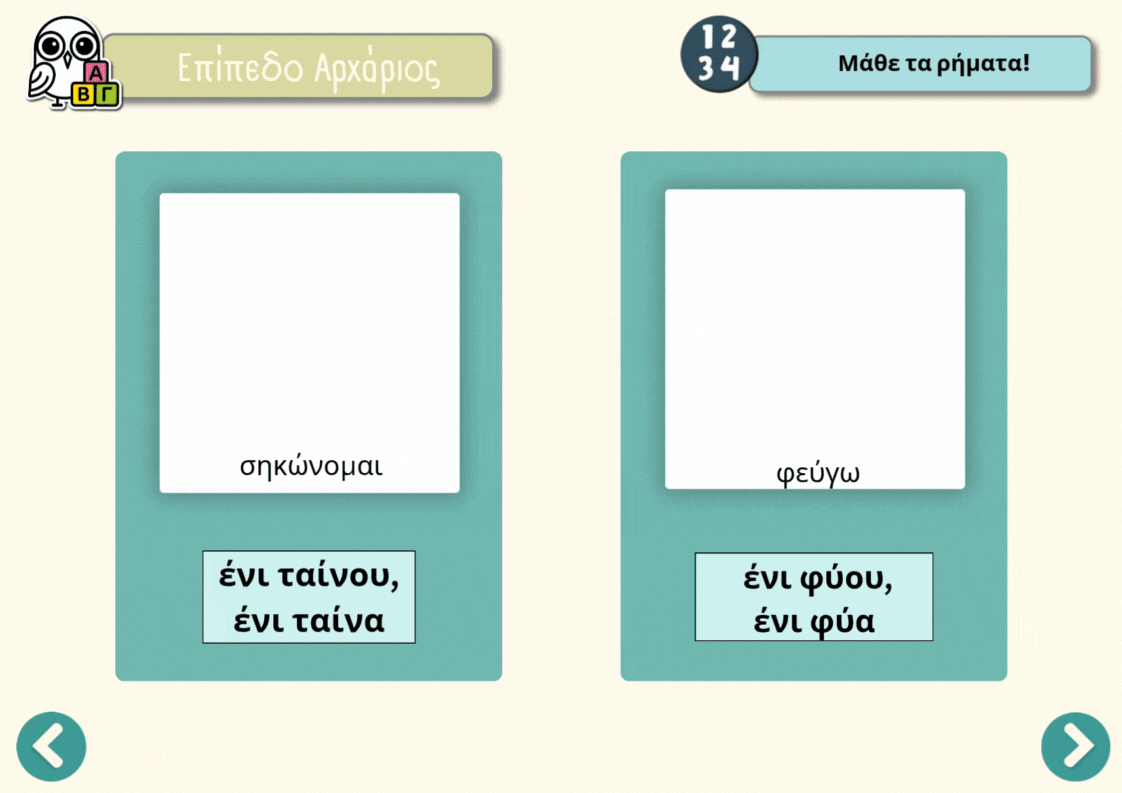 Επίπεδο Αρχάριος
Α
Β Γ
1 2
3 4
Μάθε τα ρήματα!
σηκώνομαι
ένι ταίνου,
ένι ταίνα
φεύγω
ένι φύου,
ένι φύα